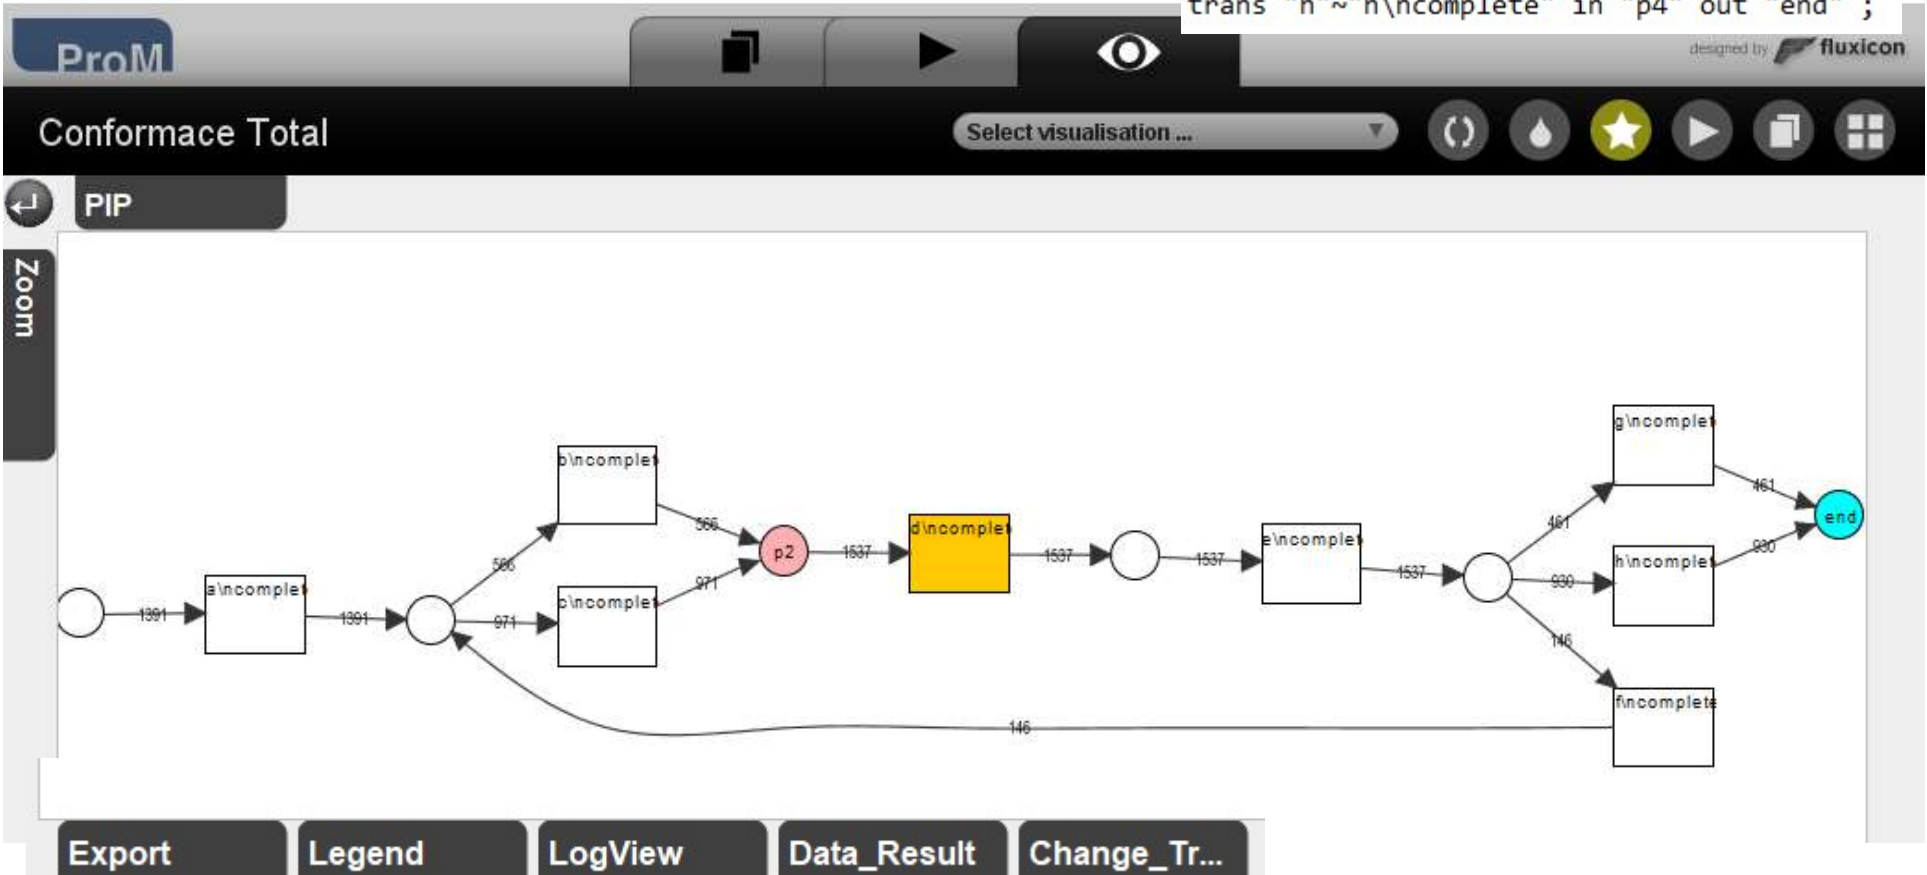 trans "h"~"h\ncomplete" in "p4" out "end" ;
ProM
designed by fluxicon
Conformace Total
Select visualisation ...
PIP
Zoom
g\ncomplet
461
b\ncomplet
end
461
566
d\ncomplet
930
566
p2
1537
1537
e\ncomplet
1537
1537
h\ncomplet
930
a\ncomplet
971
c\ncomplet
1391
1391
971
146
f\ncomplete
146
Export
Legend
LogView
Data_Result
Change_Tr...